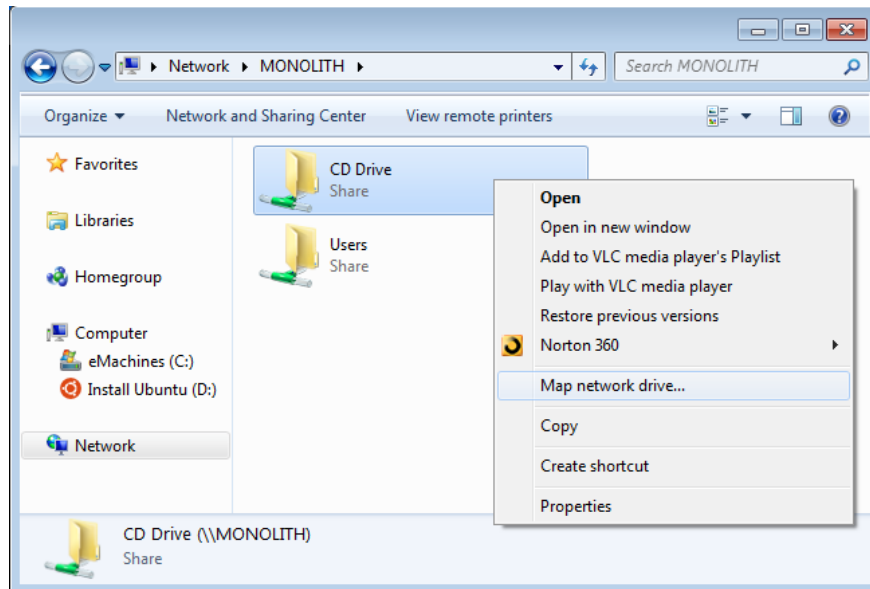 Network ▸ MONOLITH ▸
Search MONOLITH
Organize ▾ Network and Sharing Center View remote printers
Favorites
Libraries
Homegroup
Computer
eMachines (C:)
Install Ubuntu (D:)
Network
CD Drive
Share
Users
Share
Open
Open in new window
Add to VLC media player's Playlist
Play with VLC media player
Restore previous versions
Norton 360
Map network drive...
Copy
Create shortcut
Properties
CD Drive (\\MONOLITH)
Share